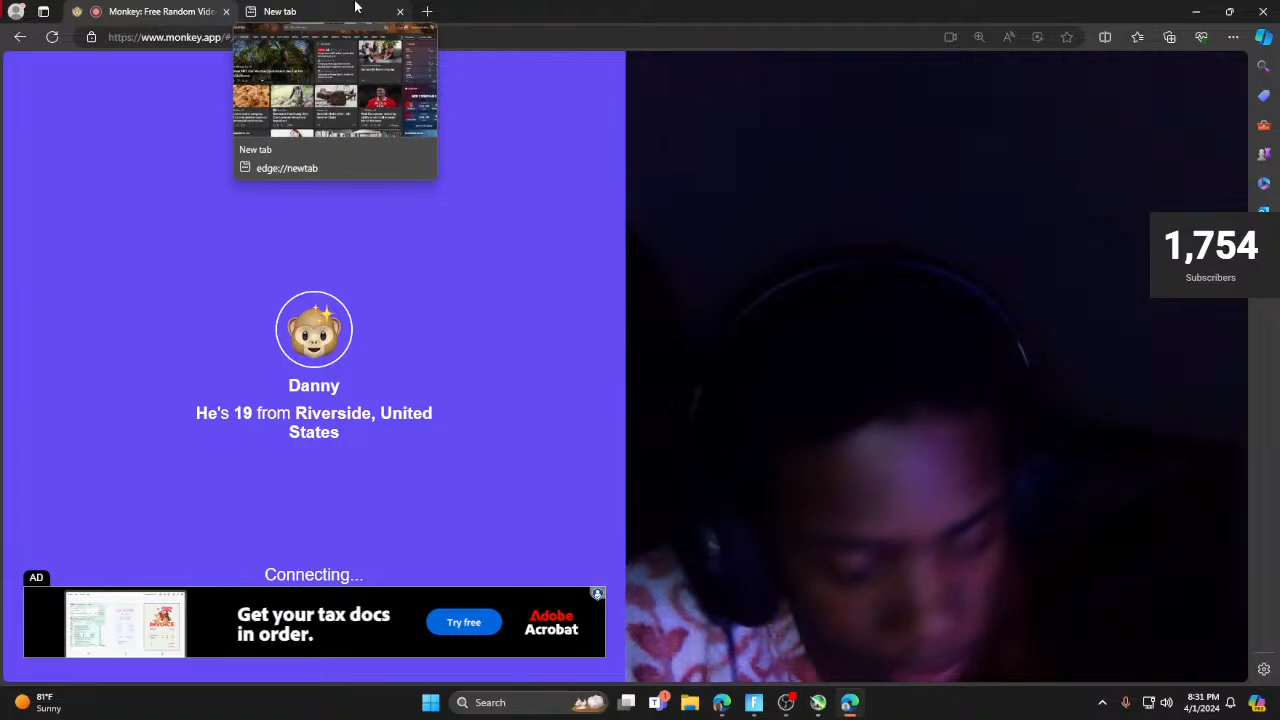 Monkey: Free Random Vide
New tab
https://www.monkey.app/#
New tab
edge://newtab
1,754
Subscribers
Danny
He's 19 from Riverside, United
States
Connecting...
AD
INVOICE
Get your tax docs
in order.
Try free
Adobe
Acrobat
81°F
Sunny
Search
8:31 PM
4/5/2024